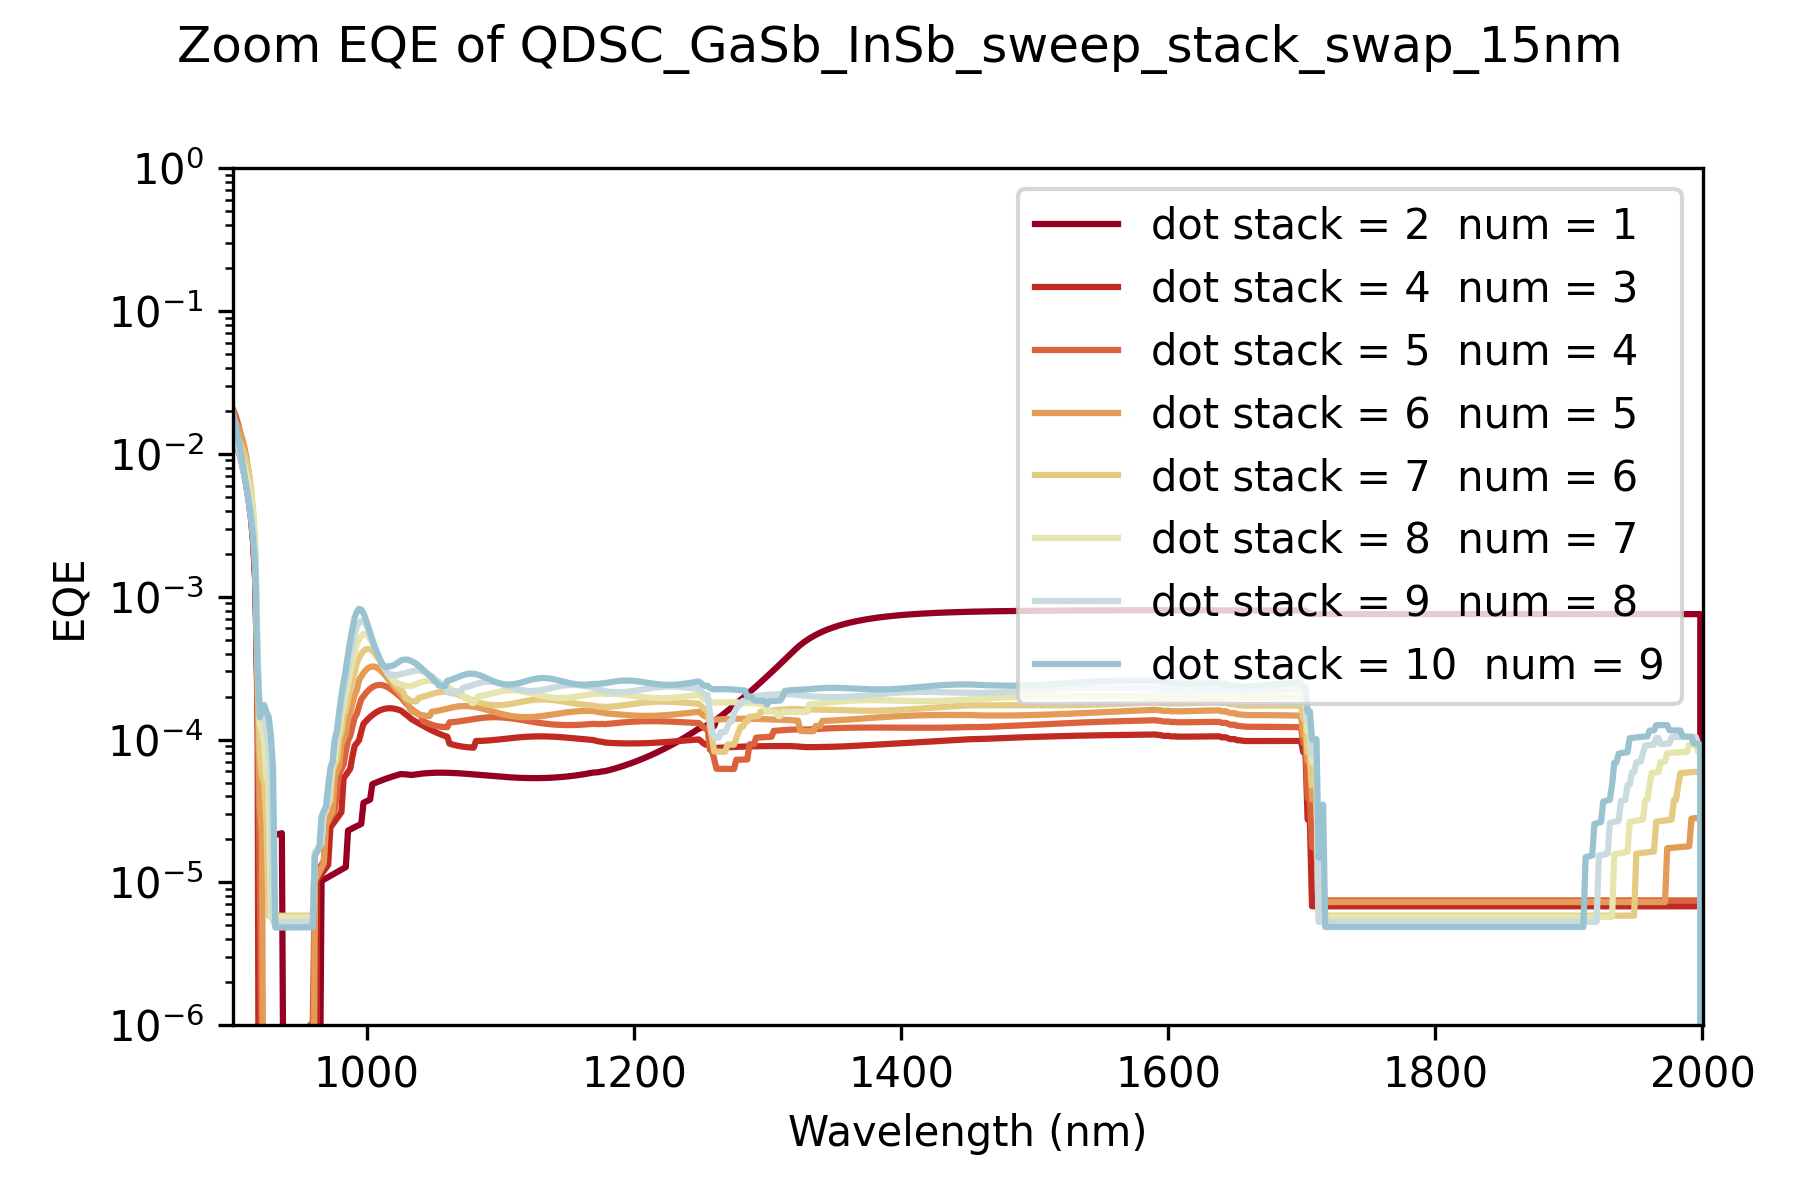 Zoom EQE of QDSC_GaSb_InSb_sweep_stack_swap_15nm
10⁰
10⁻¹
10⁻²
10⁻³
10⁻⁴
10⁻⁵
10⁻⁶
EQE
dot stack = 2  num = 1
dot stack = 4  num = 3
dot stack = 5  num = 4
dot stack = 6  num = 5
dot stack = 7  num = 6
dot stack = 8  num = 7
dot stack = 9  num = 8
dot stack = 10  num = 9
1000 1200 1400 1600 1800 2000
Wavelength (nm)